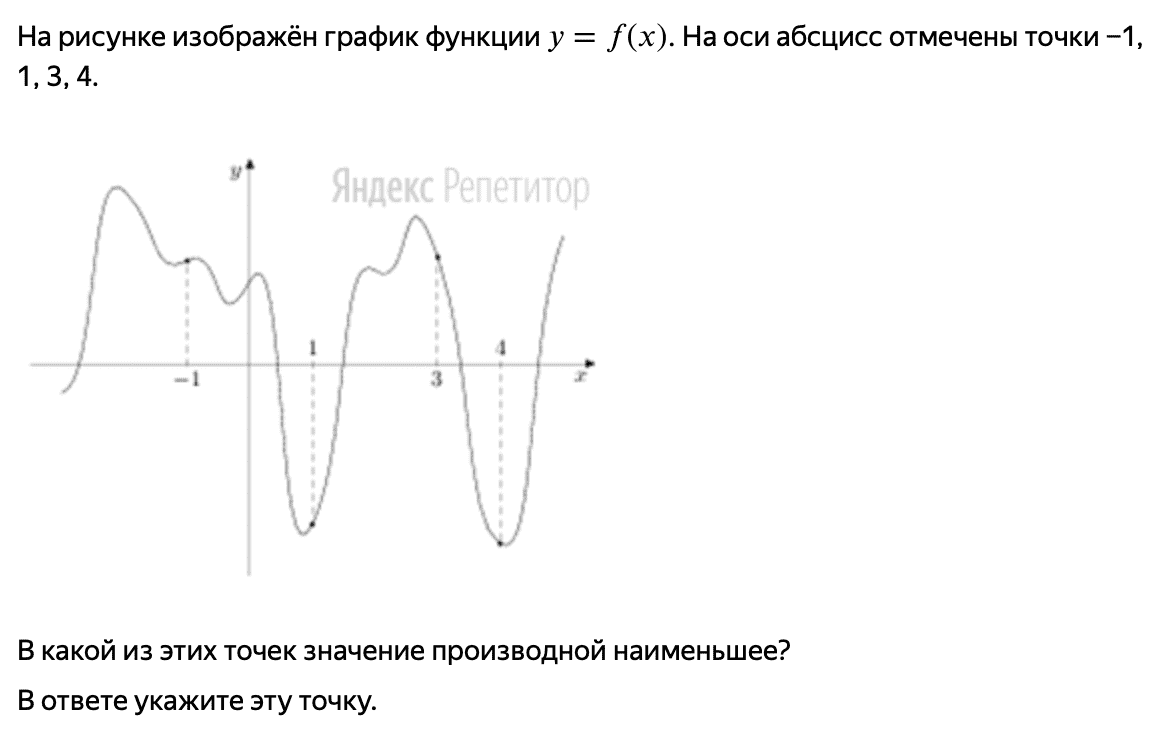 На рисунке изображён график функции y = f(x). На оси абсцисс отмечены точки −1,
1, 3, 4.
y
Яндекс Репетитор
1
4
−1
3
x
В какой из этих точек значение производной наименьшее?
В ответе укажите эту точку.